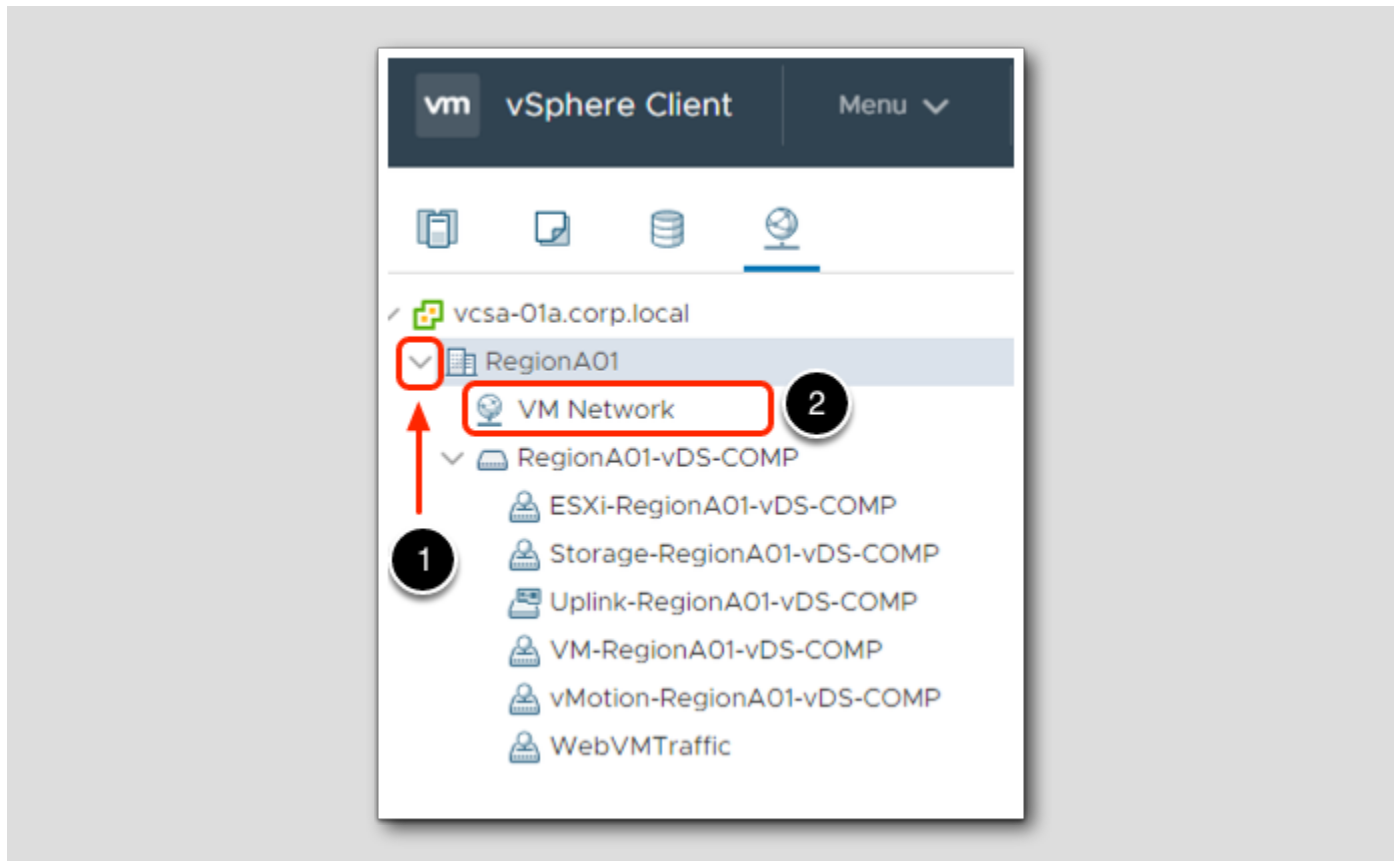 vm vSphere Client Menu
vcsa-01a.corp.local
RegionA01
VM Network 2
RegionA01-vDS-COMP
ESXi-RegionA01-vDS-COMP
1 Storage-RegionA01-vDS-COMP
Uplink-RegionA01-vDS-COMP
VM-RegionA01-vDS-COMP
vMotion-RegionA01-vDS-COMP
WebVMTraffic